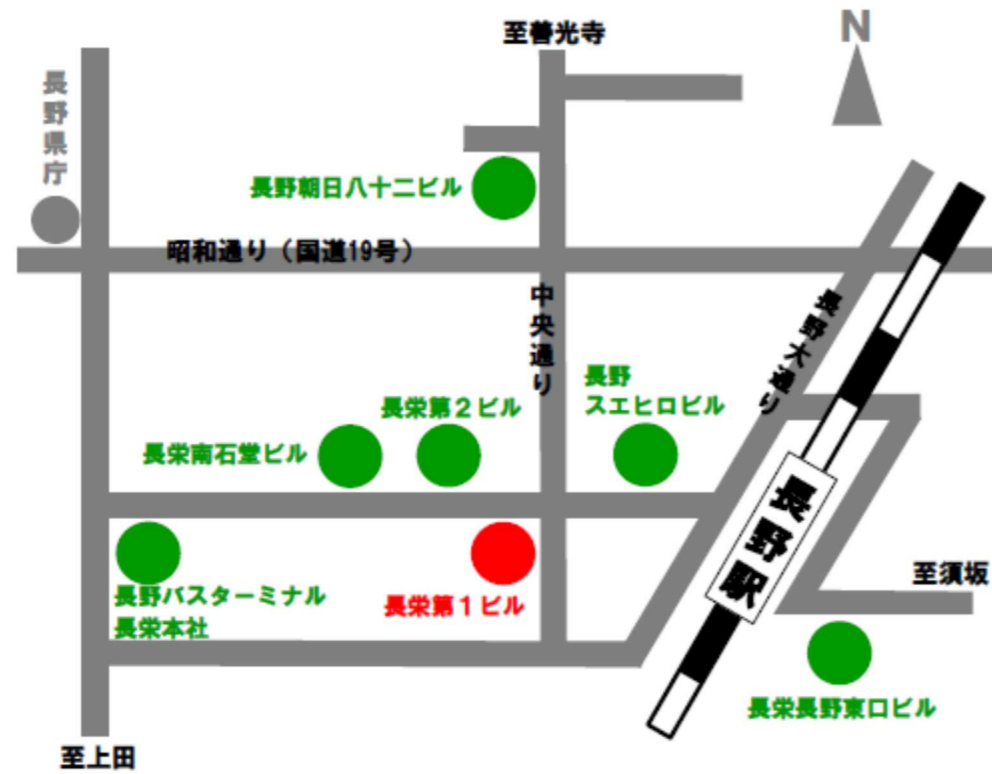 N
至善光寺
長野県庁
長野朝日八十二ビル
昭和通り（国道19号）
中央通り
長野大通り
長野
スエヒロビル
長栄第２ビル
長栄南石堂ビル
長野駅
長野バスターミナル
長栄本社
長栄第１ビル
至須坂
長栄長野東口ビル
至上田